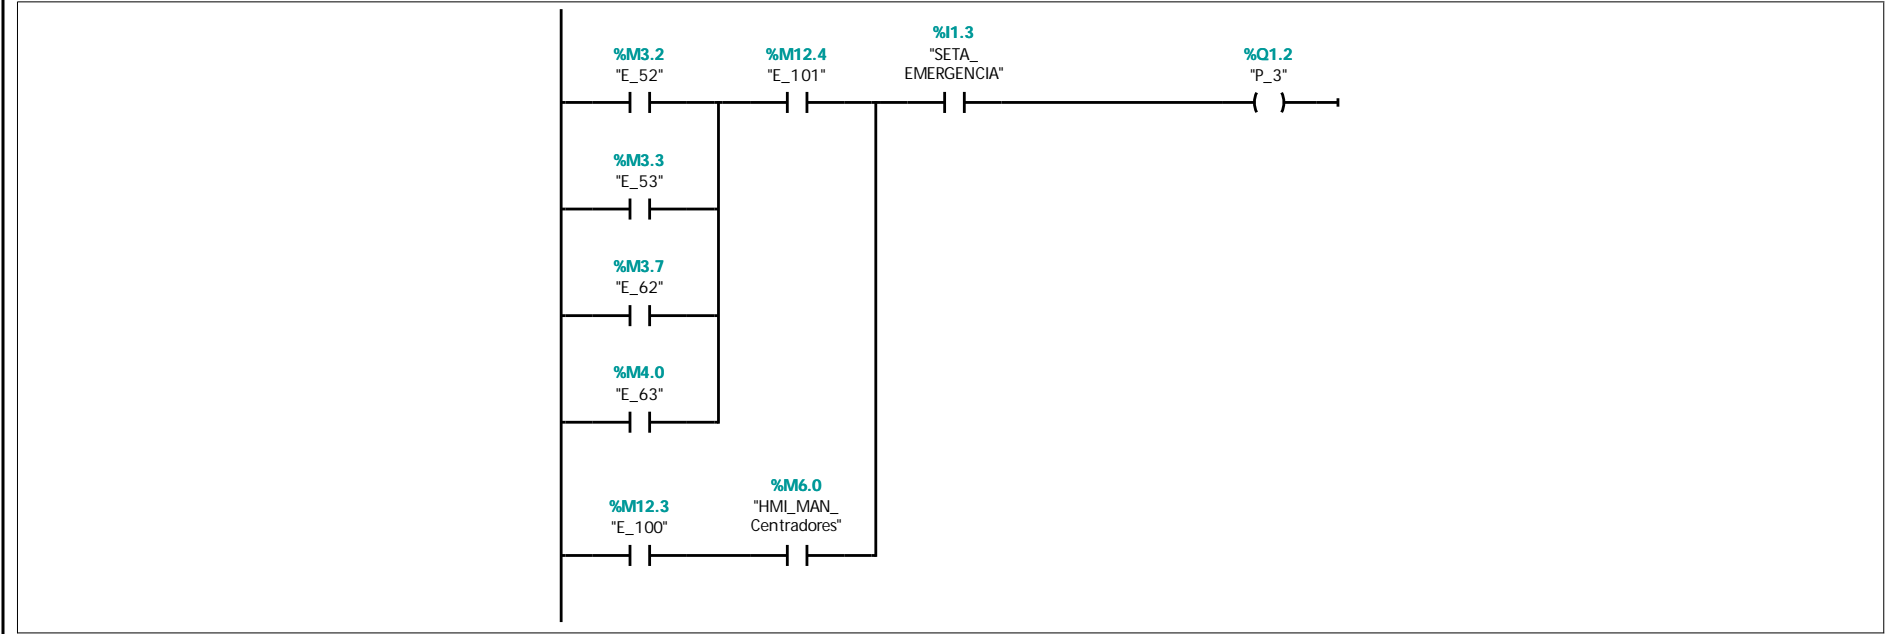 %M3.2
"E_52"
%M12.4
"E_101"
%I1.3
"SETA_
EMERGENCIA"
%Q1.2
"P_3"
%M3.3
"E_53"
%M3.7
"E_62"
%M4.0
"E_63"
%M12.3
"E_100"
%M6.0
"HMI_MAN_
Centradores"